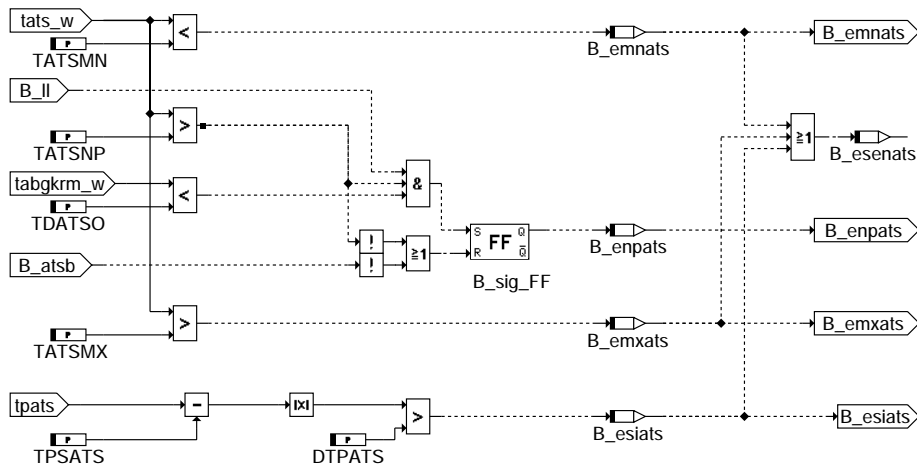 tats_w
P
TATSMN
<
B_emnats
B_emnats
B_ll
P
TATSNP
>
≧1
B_esenats
tabgkrm_w
P
TDATSO
<
&
B_atsb
!
!
≧1
S Q
FF
R Q̅
B_sig_FF
B_enpats
B_enpats
P
TATSMX
>
B_emxats
B_emxats
tpats
P
TPSATS
−
|X|
P
DTPATS
>
B_esiats
B_esiats